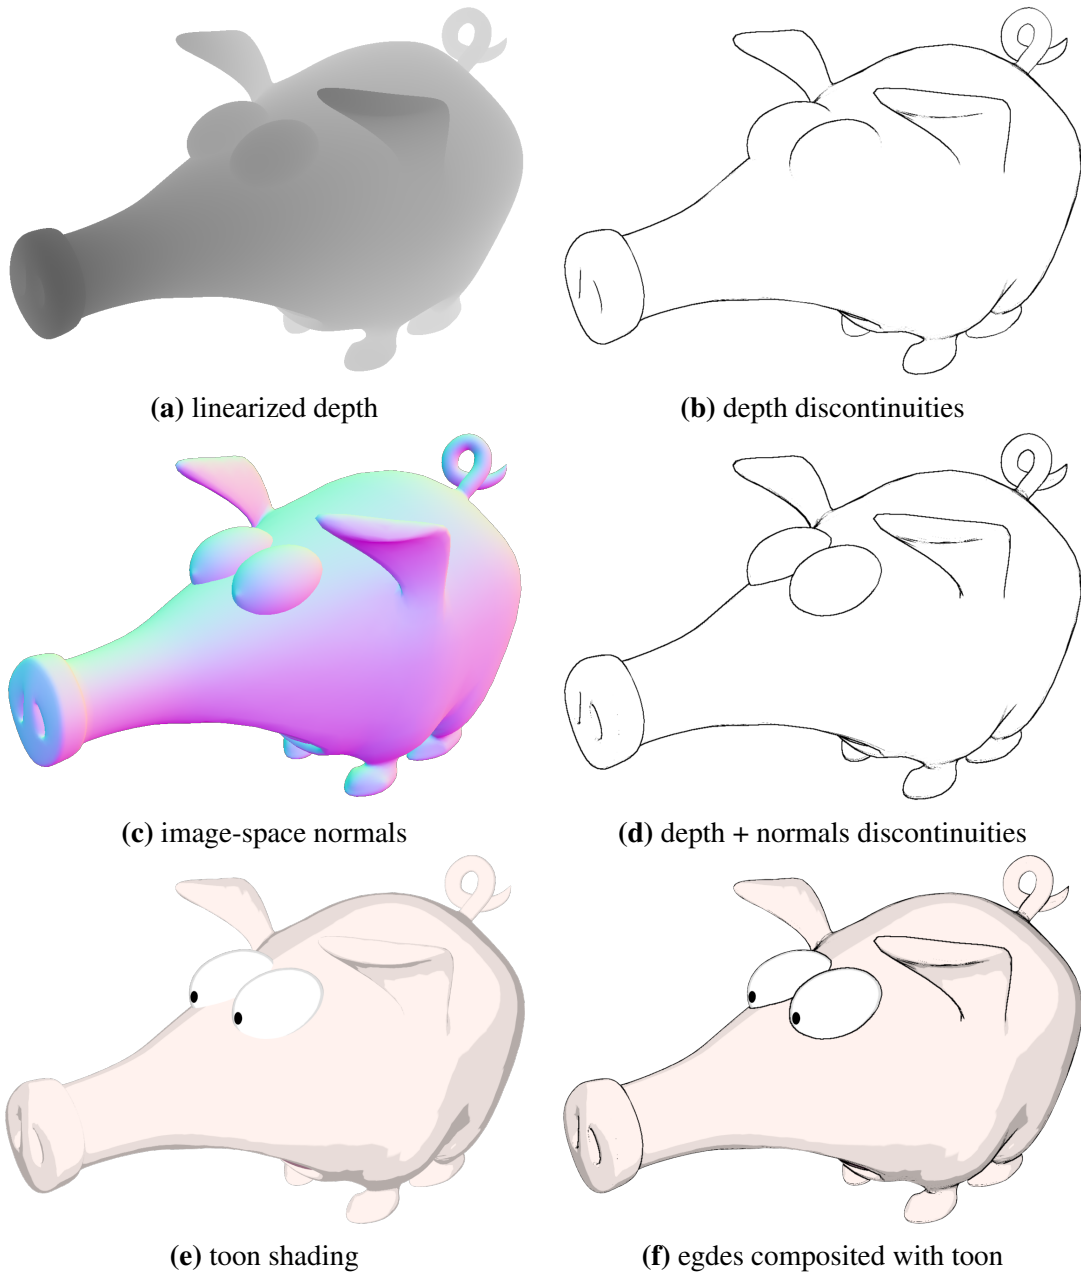 (a) linearized depth
(b) depth discontinuities
(c) image-space normals
(d) depth + normals discontinuities
(e) toon shading
(f) egdes composited with toon